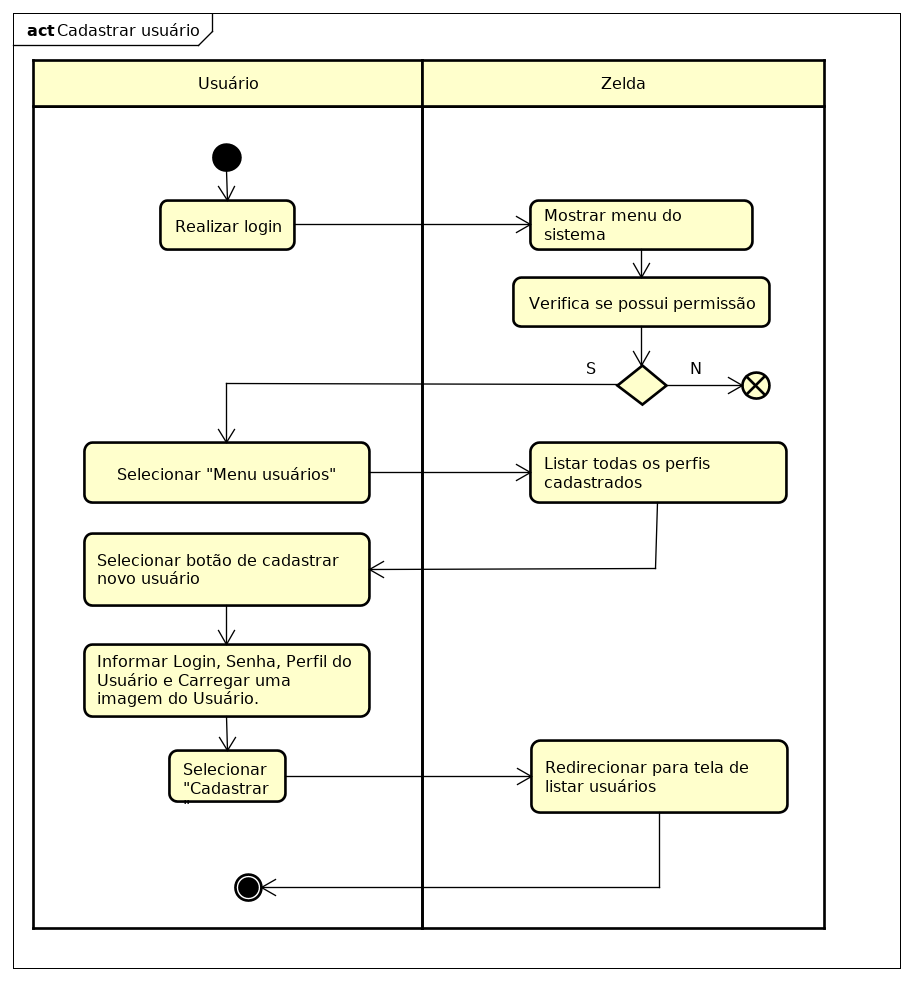 act Cadastrar usuário
Usuário
Zelda
Realizar login
Mostrar menu do
sistema
Verifica se possui permissão
S
N
Selecionar "Menu usuários"
Listar todas os perfis
cadastrados
Selecionar botão de cadastrar
novo usuário
Informar Login, Senha, Perfil do
Usuário e Carregar uma
imagem do Usuário.
Selecionar
"Cadastrar
"
Redirecionar para tela de
listar usuários